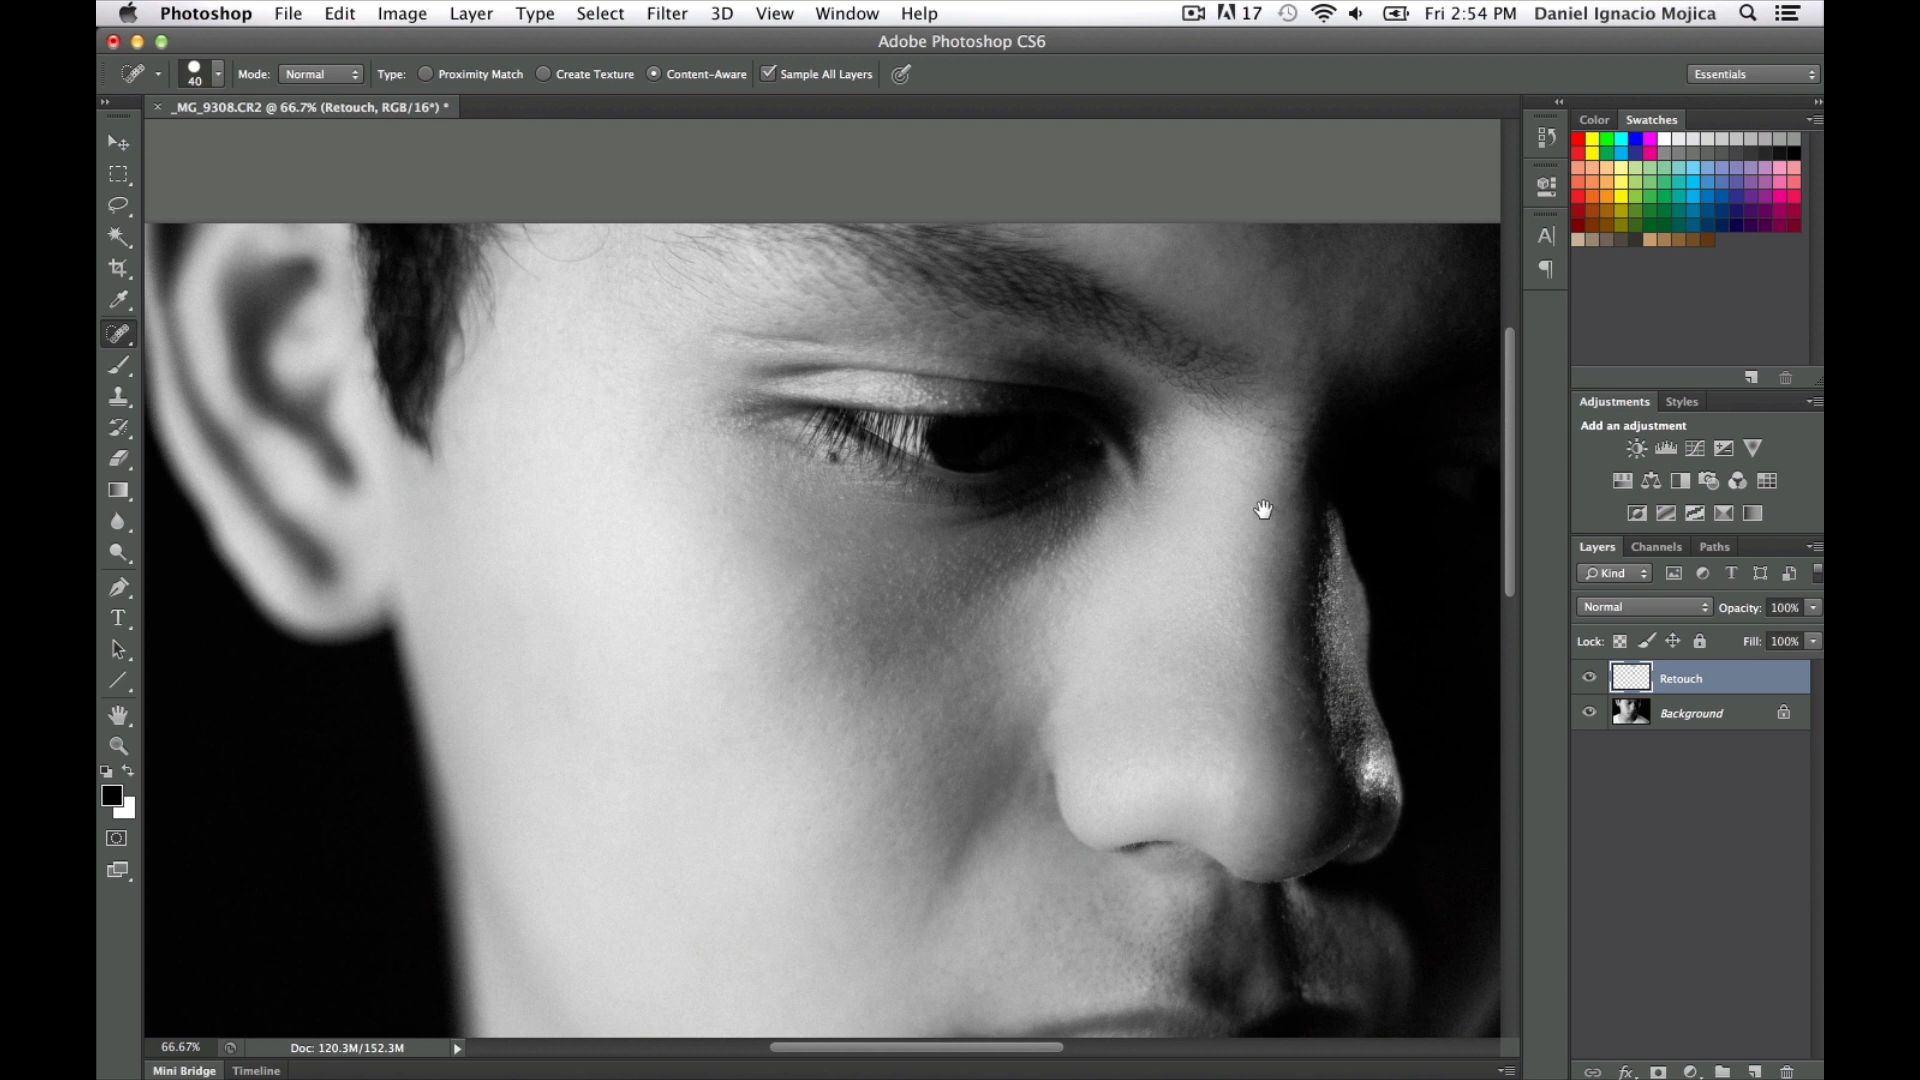 Photoshop File Edit Image Layer Type Select Filter 3D View Window Help 17 Fri 2:54 PM Daniel Ignacio Mojica
Adobe Photoshop CS6
40 Mode: Normal Type: Proximity Match Create Texture Content-Aware Sample All Layers Essentials
_MG_9308.CR2 @ 66.7% (Retouch, RGB/16*) *
Color Swatches
Adjustments Styles
Add an adjustment
Layers Channels Paths
Kind
Normal Opacity: 100%
Lock: Fill: 100%
Retouch
Background
66.67% Doc: 120.3M/152.3M
Mini Bridge Timeline